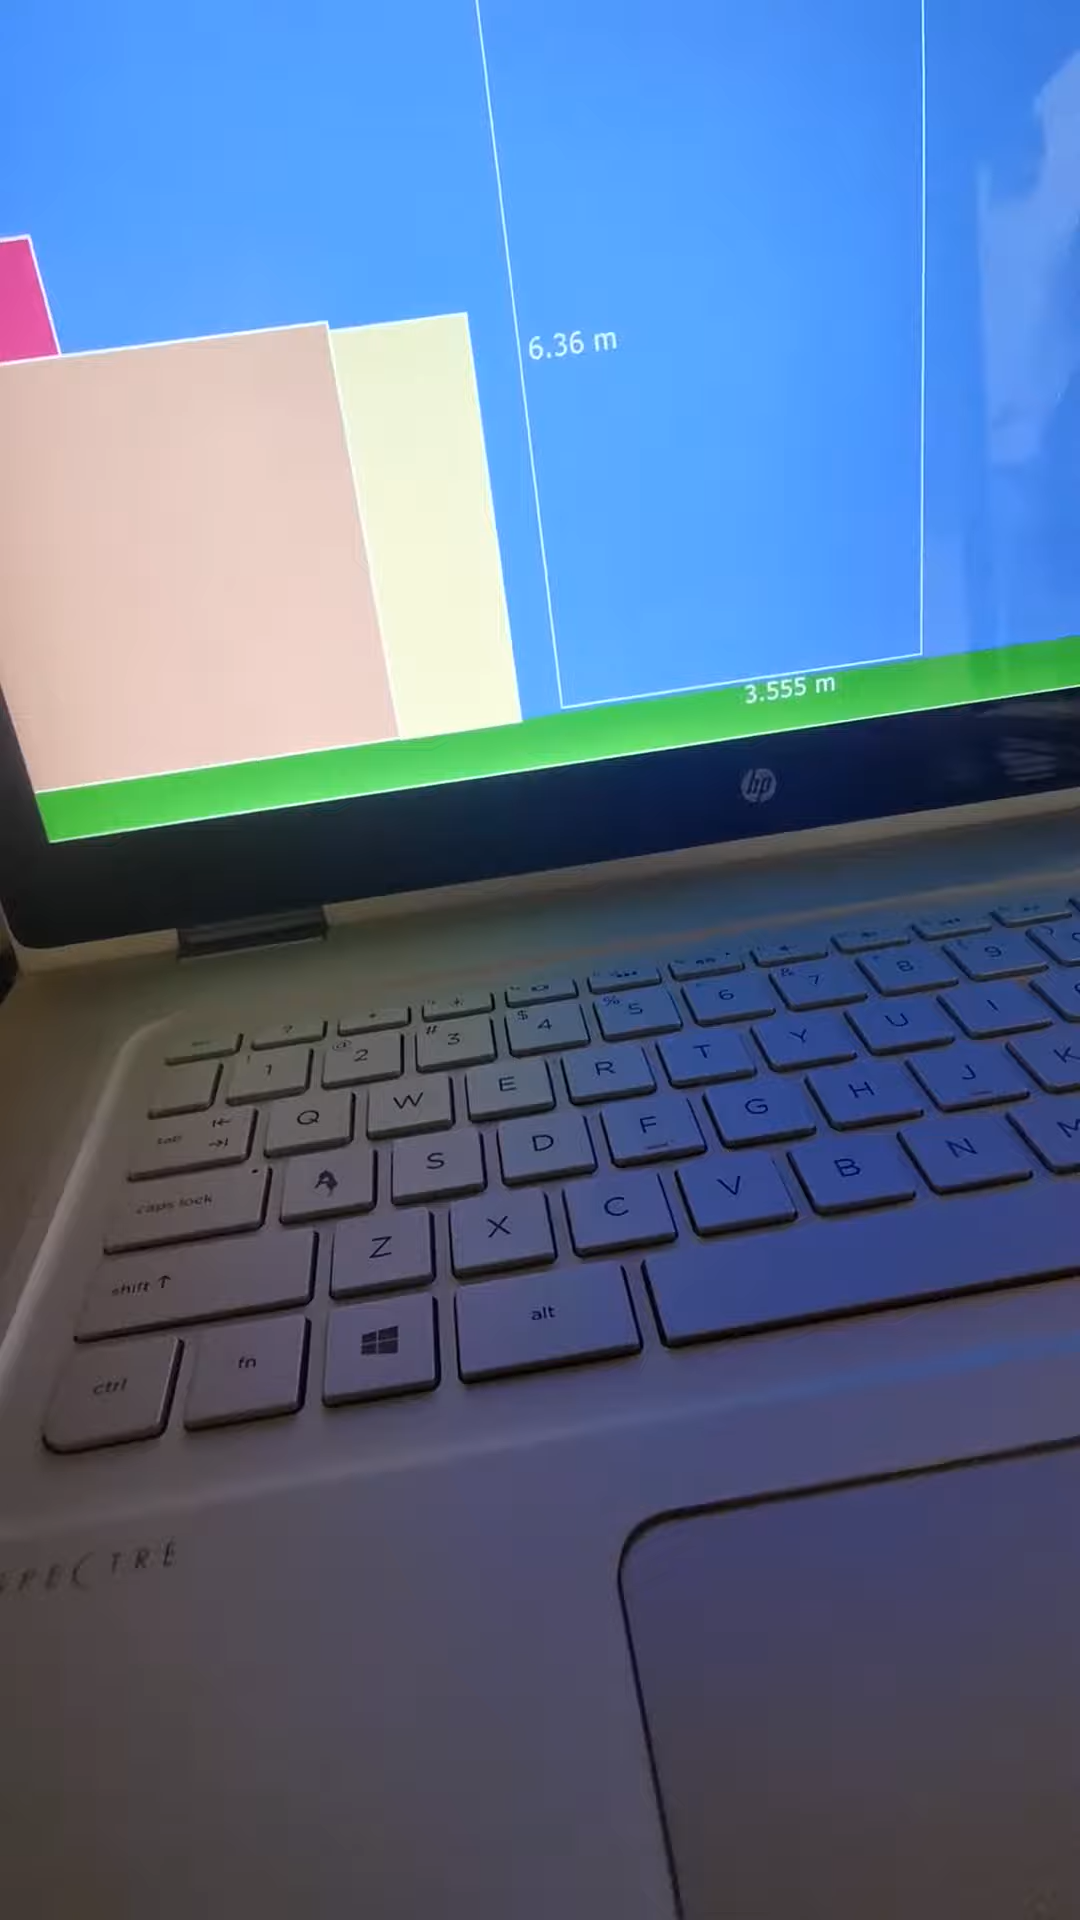 6.36 m
3.555 m
hp
# $ %
1 2 3 4 5 6 & 7 8 9
tab Q W E R T Y U I
caps lock A S D F G H J K
shift ↑ Z X C V B N M
ctrl fn alt
SPECTRE